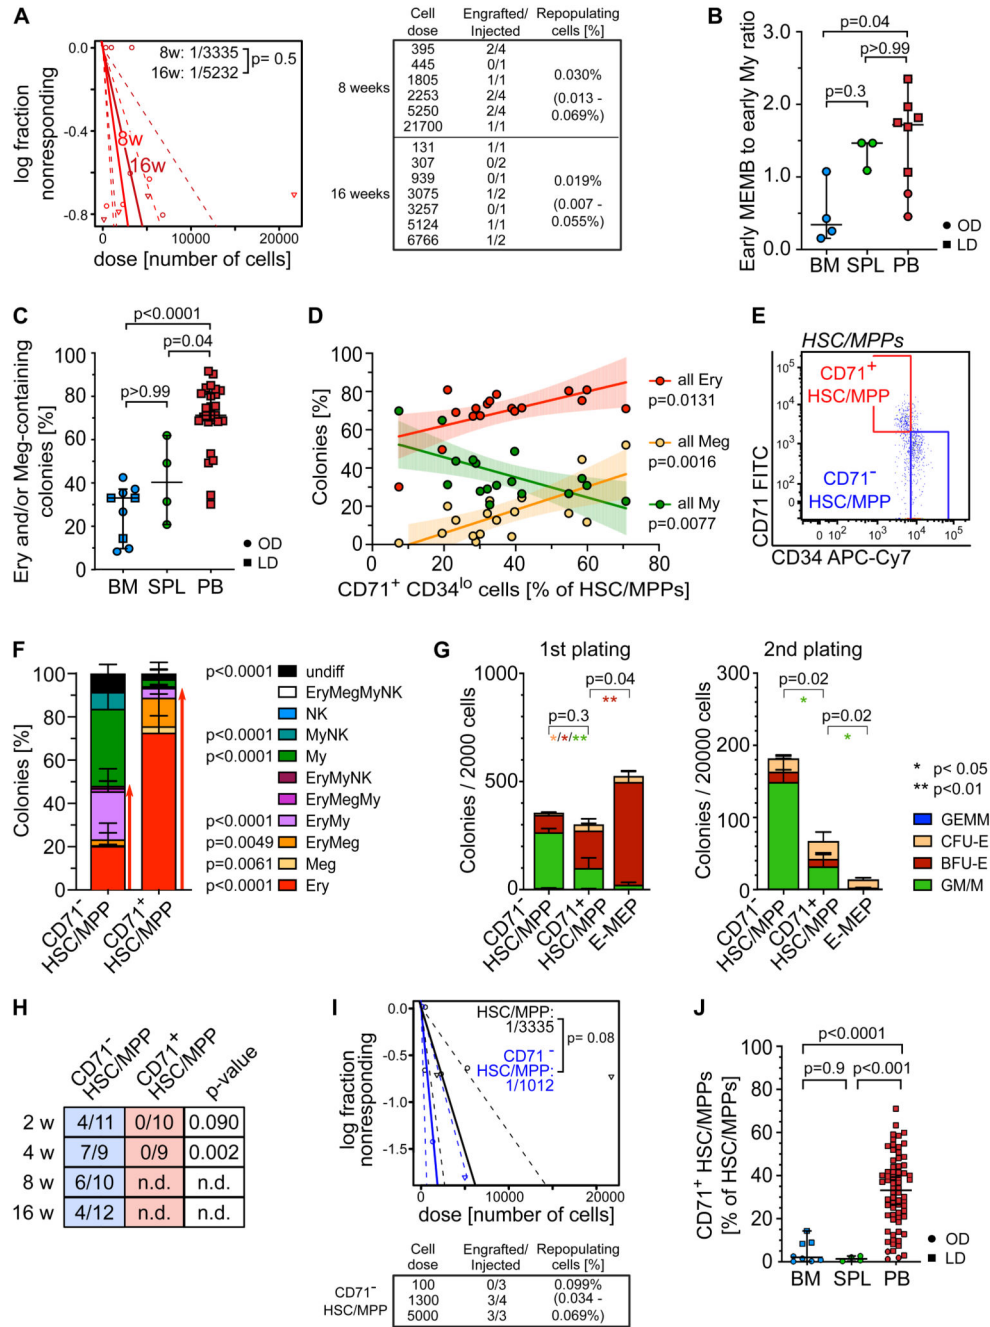 A
8w: 1/3335
16w: 1/5232
p= 0.5
0.0
-0.4
-0.8
8w
16w
log fraction
nonresponding
0 10000 20000
dose [number of cells]
Cell dose Engrafted/ Injected Repopulating cells [%]
8 weeks
395 2/4
445 0/1
1805 1/1
2253 2/4
5250 2/4
21700 1/1
0.030%
(0.013 -
0.069%)
16 weeks
131 1/1
307 0/2
939 0/1
3075 1/2
3257 0/1
5124 1/1
6766 1/2
0.019%
(0.007 -
0.055%)
B
p=0.04
p>0.99
p=0.3
Early MEMB to early My ratio
3.0
2.0
1.0
0.0
BM SPL PB
OD
LD
C
p<0.0001
p=0.04
p>0.99
Ery and/or Meg-containing
colonies [%]
100
80
60
40
20
0
BM SPL PB
OD
LD
D
Colonies [%]
100
80
60
40
20
0
0 20 40 60 80
CD71+ CD34lo cells [% of HSC/MPPs]
all Ery
p=0.0131
all Meg
p=0.0016
all My
p=0.0077
E
HSC/MPPs
CD71+
HSC/MPP
CD71-
HSC/MPP
10^5
10^4
10^3
10^2
0
0 10^2 10^3 10^4 10^5
CD71 FITC
CD34 APC-Cy7
F
Colonies [%]
100
80
60
40
20
0
CD71-
HSC/MPP
CD71+
HSC/MPP
p<0.0001 undiff
EryMegMyNK
NK
p<0.0001 MyNK
p<0.0001 My
EryMyNK
EryMegMy
p<0.0001 EryMy
p=0.0049 EryMeg
p=0.0061 Meg
p<0.0001 Ery
G
1st plating
Colonies / 2000 cells
1000
500
0
p=0.04
**
p=0.3
*/*/**
CD71-
HSC/MPP
CD71+
HSC/MPP
E-MEP
2nd plating
Colonies / 20000 cells
300
200
100
0
p=0.02
*
p=0.02
*
CD71-
HSC/MPP
CD71+
HSC/MPP
E-MEP
* p< 0.05
** p<0.01
GEMM
CFU-E
BFU-E
GM/M
H
CD71-
HSC/MPP
CD71+
HSC/MPP
p-value
2 w 4/11 0/10 0.090
4 w 7/9 0/9 0.002
8 w 6/10 n.d. n.d.
16 w 4/12 n.d. n.d.
I
HSC/MPP:
1/3335
CD71-
HSC/MPP:
1/1012
p= 0.08
log fraction
nonresponding
0.0
-0.5
-1.0
-1.5
0 10000 20000
dose [number of cells]
Cell dose Engrafted/ Injected Repopulating cells [%]
CD71-
HSC/MPP
100 0/3
1300 3/4
5000 3/3
0.099%
(0.034 -
0.069%)
J
p<0.0001
p=0.9
p<0.001
CD71+ HSC/MPPs
[% of HSC/MPPs]
100
80
60
40
20
0
BM SPL PB
OD
LD